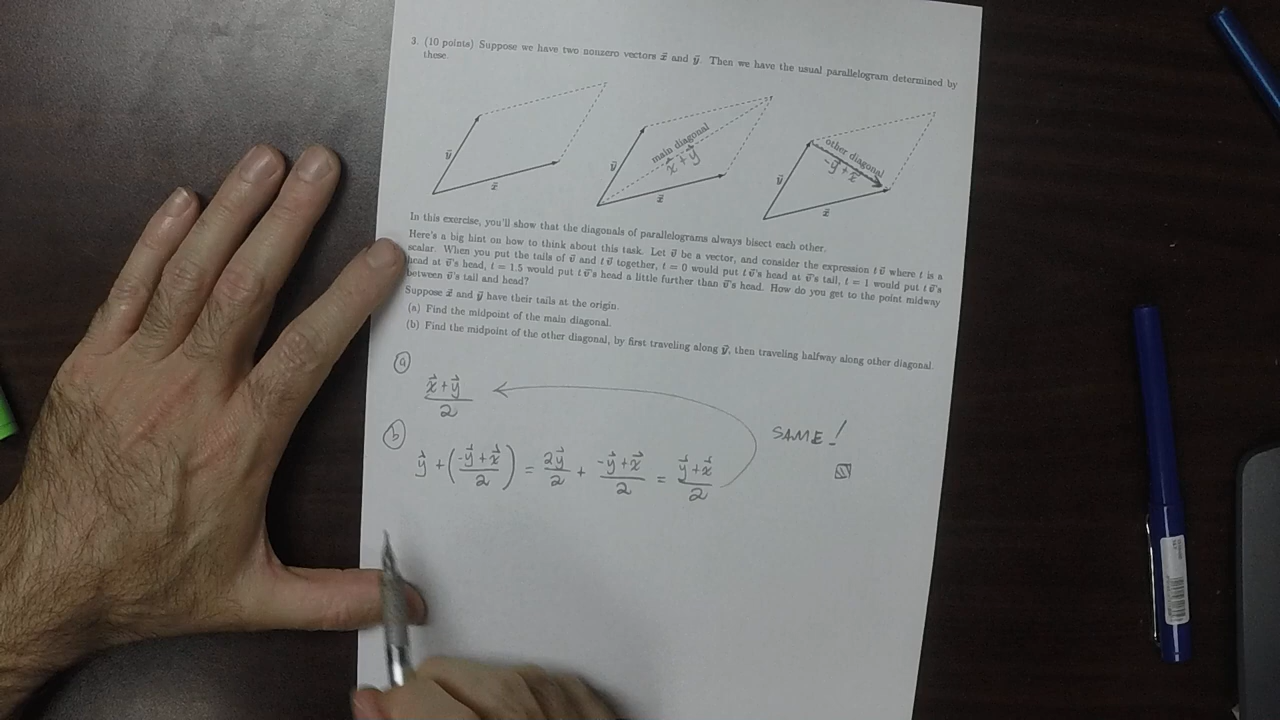 3. (10 points) Suppose we have two nonzero vectors x⃗ and y⃗. Then we have the usual parallelogram determined by
these.
y⃗
x⃗
y⃗
main diagonal
x⃗ + y⃗
x⃗
y⃗
other diagonal
-y⃗ + x⃗
x⃗
In this exercise, you'll show that the diagonals of parallelograms always bisect each other.
Here's a big hint on how to think about this task. Let v⃗ be a vector, and consider the expression t v⃗ where t is a
scalar. When you put the tails of v⃗ and t v⃗ together, t = 0 would put t v⃗'s head at v⃗'s tail, t = 1 would put t v⃗'s
head at v⃗'s head, t = 1.5 would put t v⃗'s head a little further than v⃗'s head. How do you get to the point midway
between v⃗'s tail and head?
Suppose x⃗ and y⃗ have their tails at the origin.
(a) Find the midpoint of the main diagonal.
(b) Find the midpoint of the other diagonal, by first traveling along y⃗, then traveling halfway along other diagonal.
(a)
(x⃗ + y⃗)/2
SAME!
(b)
y⃗ + ((-y⃗ + x⃗)/2) = 2y⃗/2 + (-y⃗ + x⃗)/2 = (y⃗ + x⃗)/2